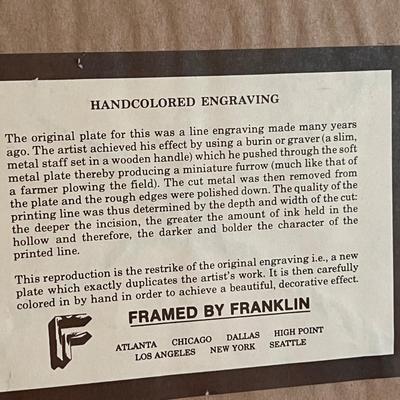 HANDCOLORED ENGRAVING
The original plate for this was a line engraving made many years
ago. The artist achieved his effect by using a burin or graver (a slim,
metal staff set in a wooden handle) which he pushed through the soft
metal plate thereby producing a miniature furrow (much like that of
a farmer plowing the field). The cut metal was then removed from
the plate and the rough edges were polished down. The quality of the
printing line was thus determined by the depth and width of the cut:
the deeper the incision, the greater the amount of ink held in the
hollow and therefore, the darker and bolder the character of the
printed line.
This reproduction is the restrike of the original engraving i.e., a new
plate which exactly duplicates the artist's work. It is then carefully
colored in by hand in order to achieve a beautiful, decorative effect.
F
FRAMED BY FRANKLIN
ATLANTA CHICAGO DALLAS HIGH POINT
LOS ANGELES NEW YORK SEATTLE